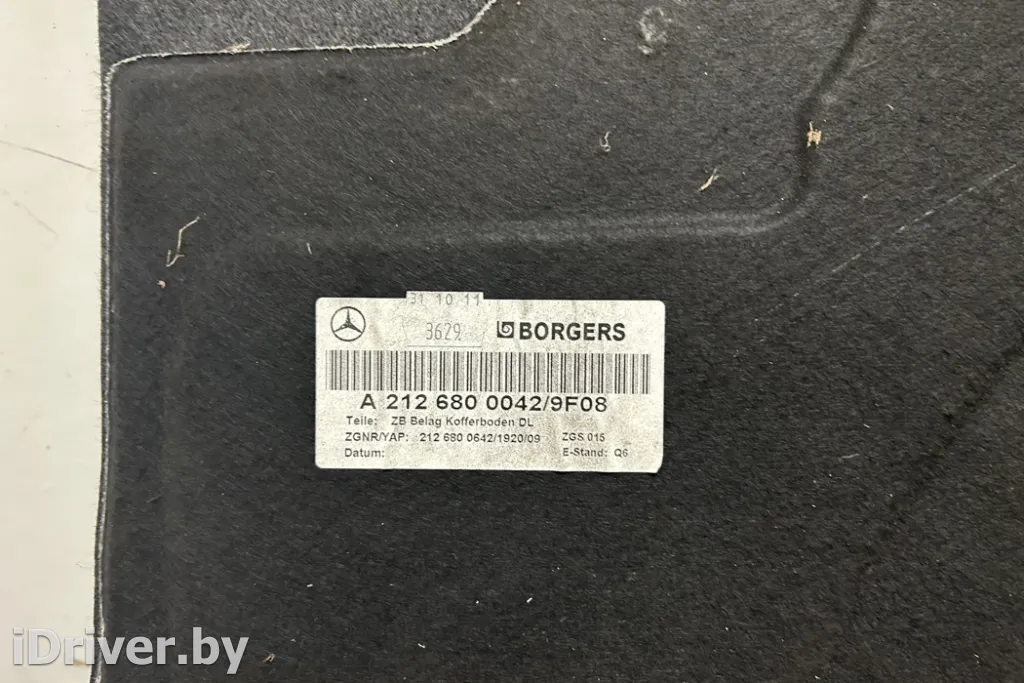 31 10 11
3629
BORGERS
A 212 680 0042/9F08
Teile: ZB Belag Kofferboden DL
ZGNR/YAP: 212 680 0642/1920/09 ZGS 015
Datum: E-Stand: Q6
iDriver.by